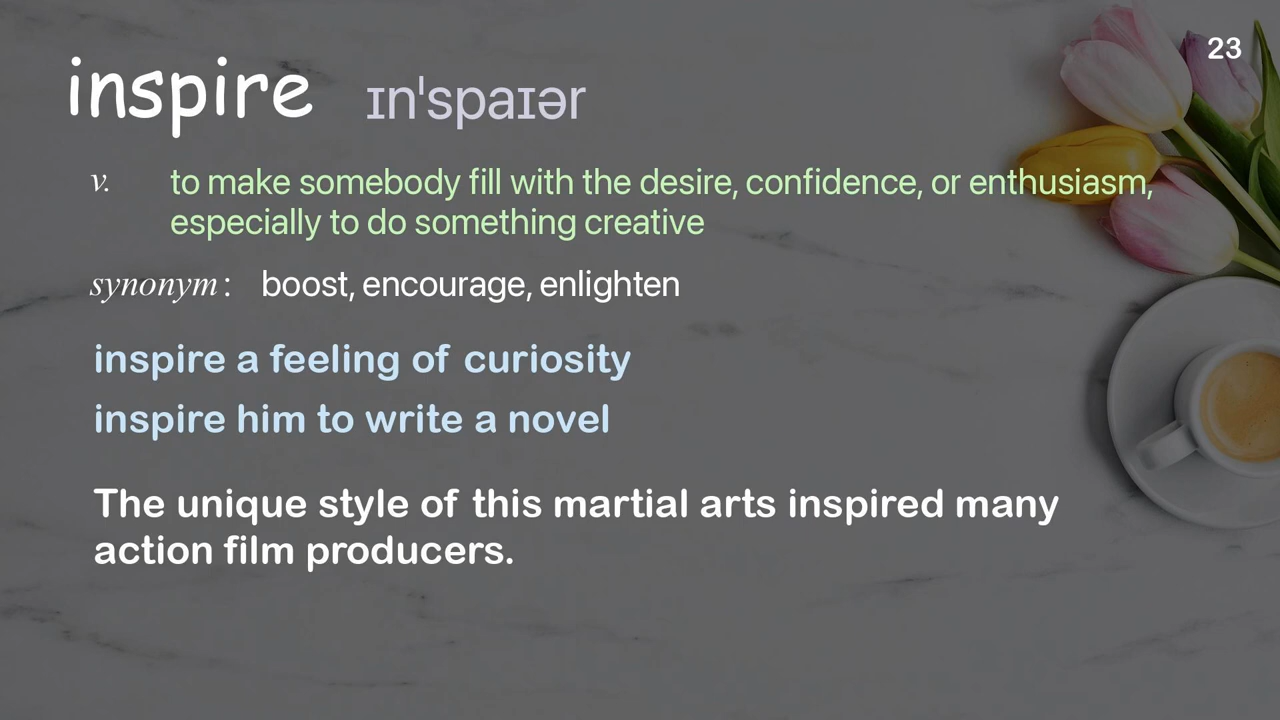 23
inspire ɪn'spaɪər
v. to make somebody fill with the desire, confidence, or enthusiasm,
especially to do something creative
synonym : boost, encourage, enlighten
inspire a feeling of curiosity
inspire him to write a novel
The unique style of this martial arts inspired many
action film producers.